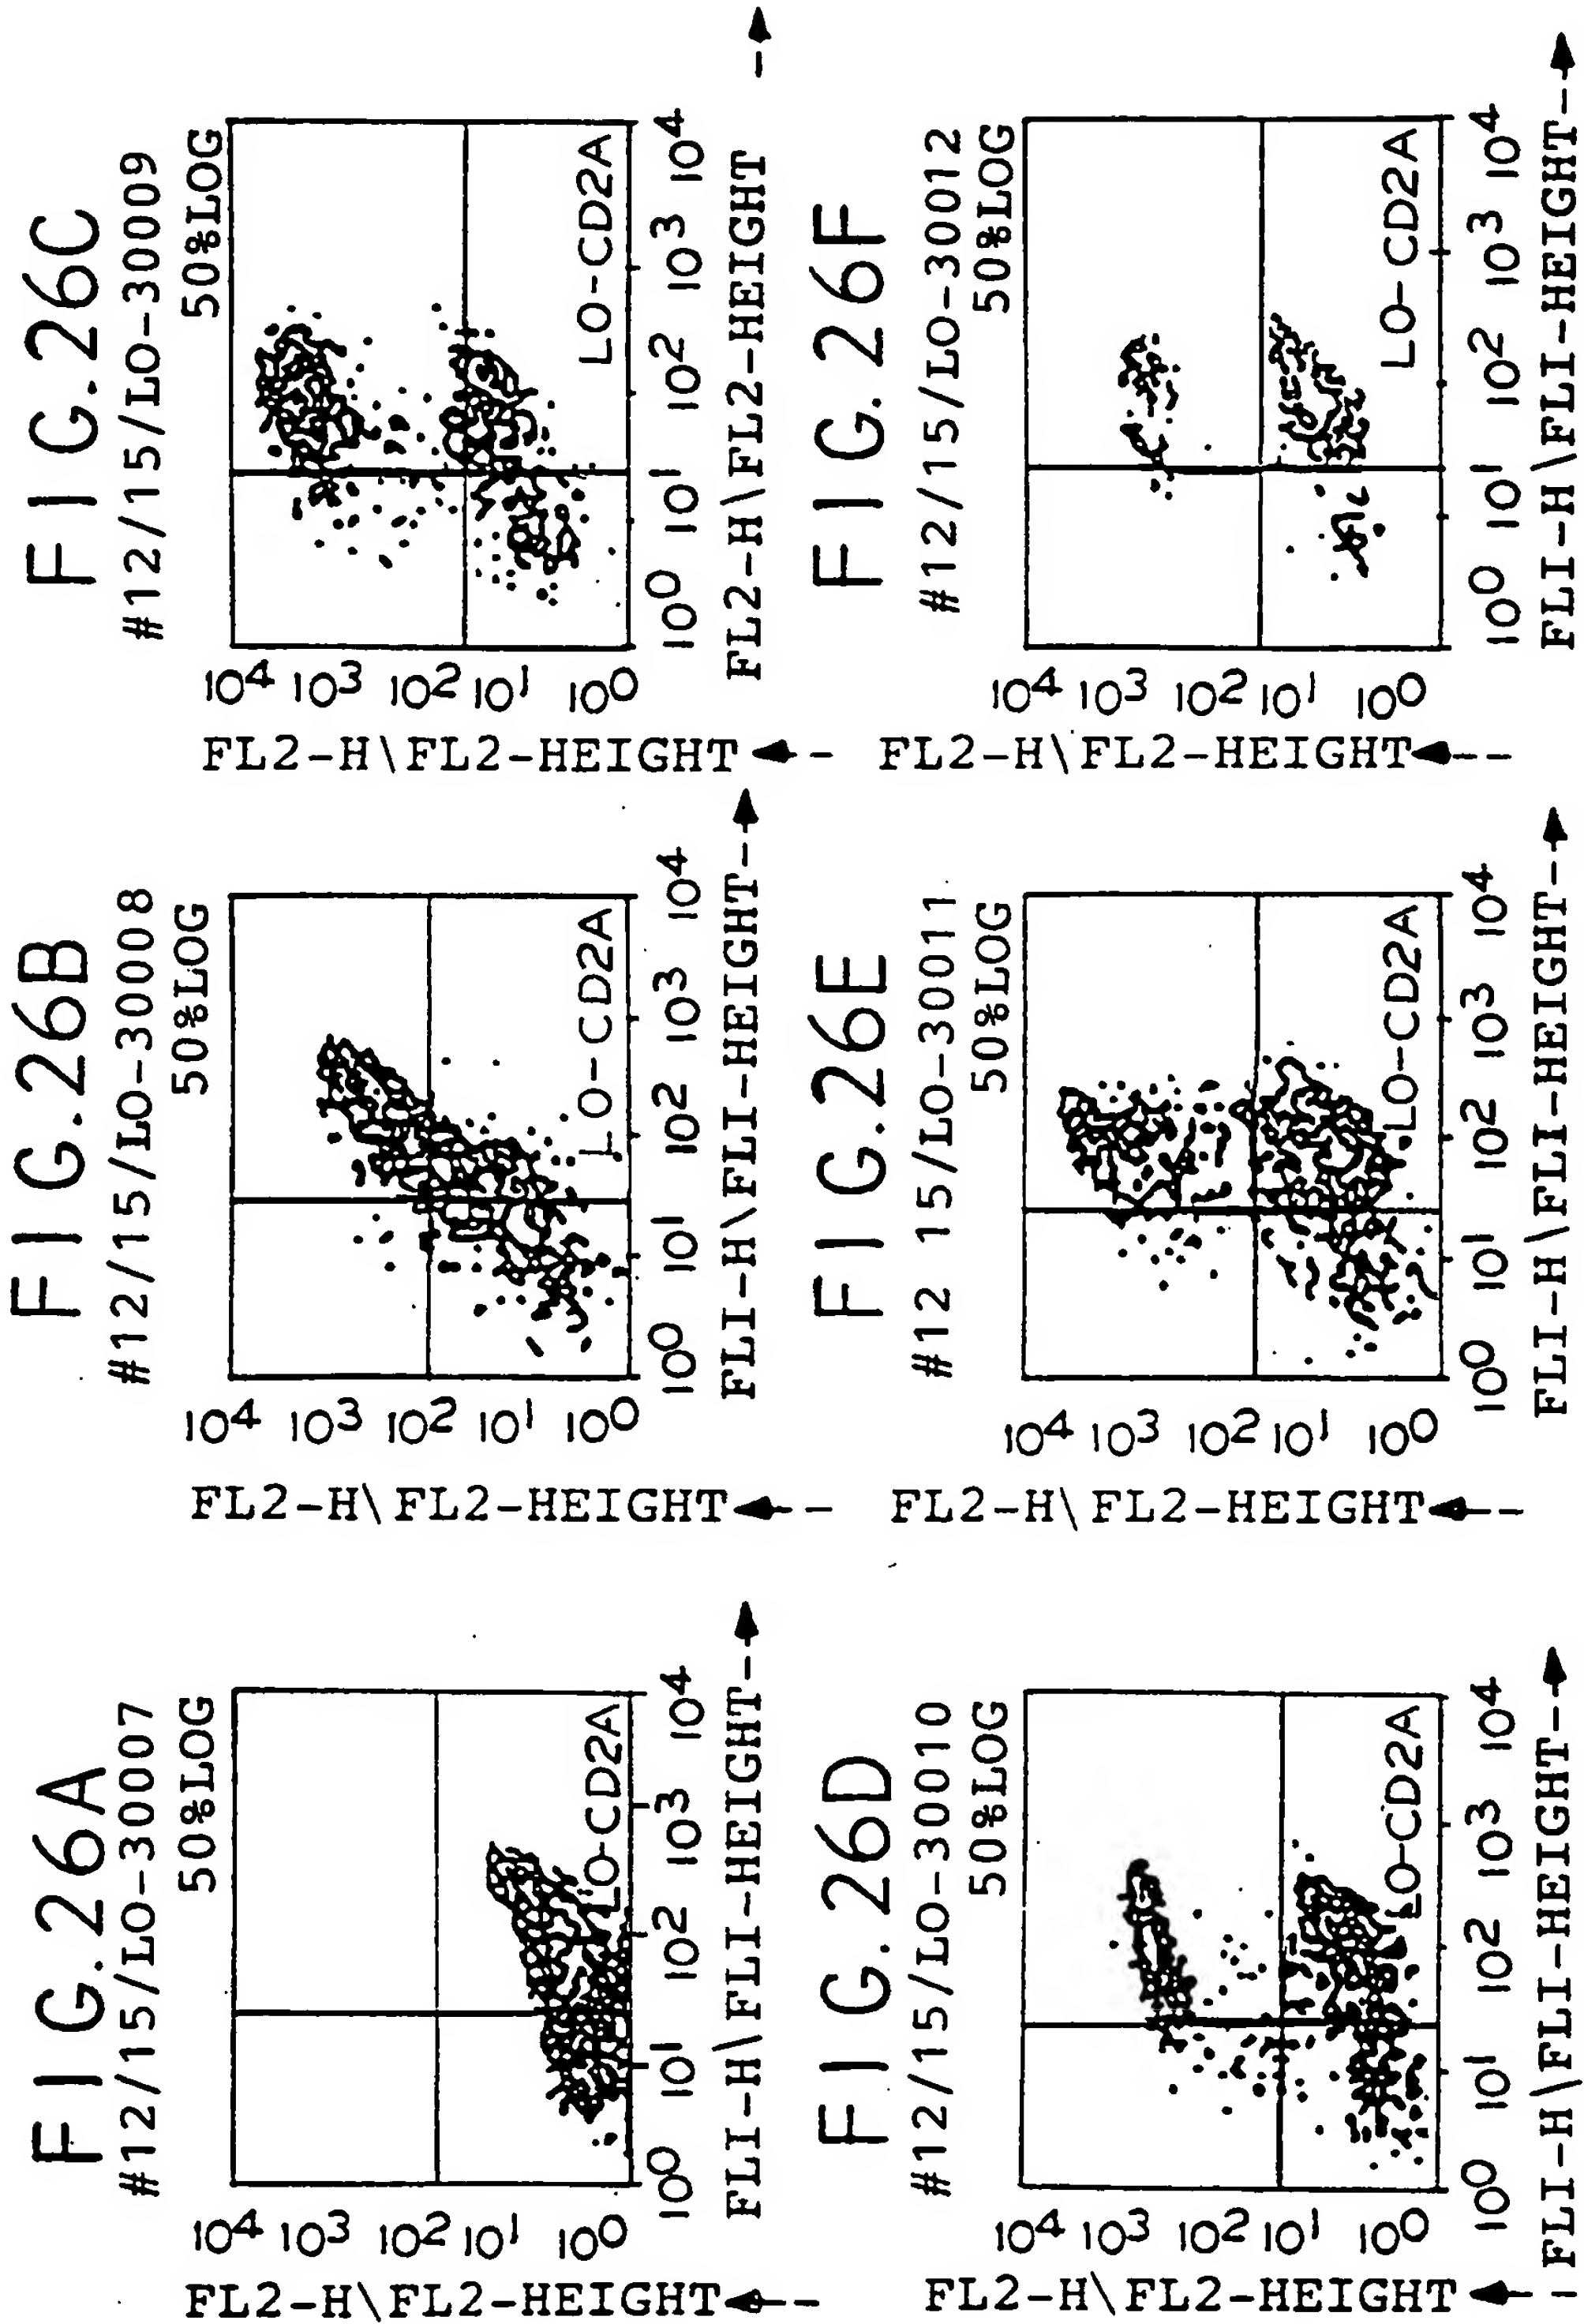 FIG.26A
#12/15/LO-30007
50%LOG
10⁴
10³
10²
10¹
10⁰
LO-CD2A
10⁰ 10¹ 10² 10³ 10⁴
FL2-H\FL2-HEIGHT
FLI-H\FLI-HEIGHT
FIG.26B
#12/15/LO-30008
50%LOG
10⁴
10³
10²
10¹
10⁰
LO-CD2A
10⁰ 10¹ 10² 10³ 10⁴
FL2-H\FL2-HEIGHT
FLI-H\FLI-HEIGHT
FIG.26C
#12/15/LO-30009
50%LOG
10⁴
10³
10²
10¹
10⁰
LO-CD2A
10⁰ 10¹ 10² 10³ 10⁴
FL2-H\FL2-HEIGHT
FL2-H\FL2-HEIGHT
FIG.26D
#12/15/LO-30010
50%LOG
10⁴
10³
10²
10¹
10⁰
LO-CD2A
10⁰ 10¹ 10² 10³ 10⁴
FL2-H\FL2-HEIGHT
FLI-H\FLI-HEIGHT
FIG.26E
#12 15/LO-30011
50%LOG
10⁴
10³
10²
10¹
10⁰
LO-CD2A
10⁰ 10¹ 10² 10³ 10⁴
FL2-H\FL2-HEIGHT
FLI-H\FLI-HEIGHT
FIG.26F
#12/15/LO-30012
50%LOG
10⁴
10³
10²
10¹
10⁰
LO-CD2A
10⁰ 10¹ 10² 10³ 10⁴
FL2-H\FL2-HEIGHT
FLI-H\FLI-HEIGHT